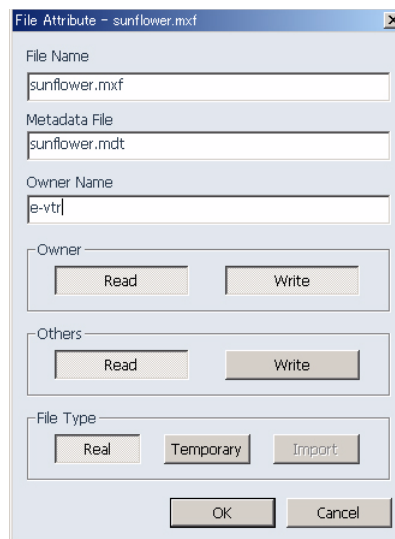 File Attribute - sunflower.mxf
File Name
sunflower.mxf
Metadata File
sunflower.mdt
Owner Name
e-vtr
Owner
Read Write
Others
Read Write
File Type
Real Temporary Import
OK Cancel